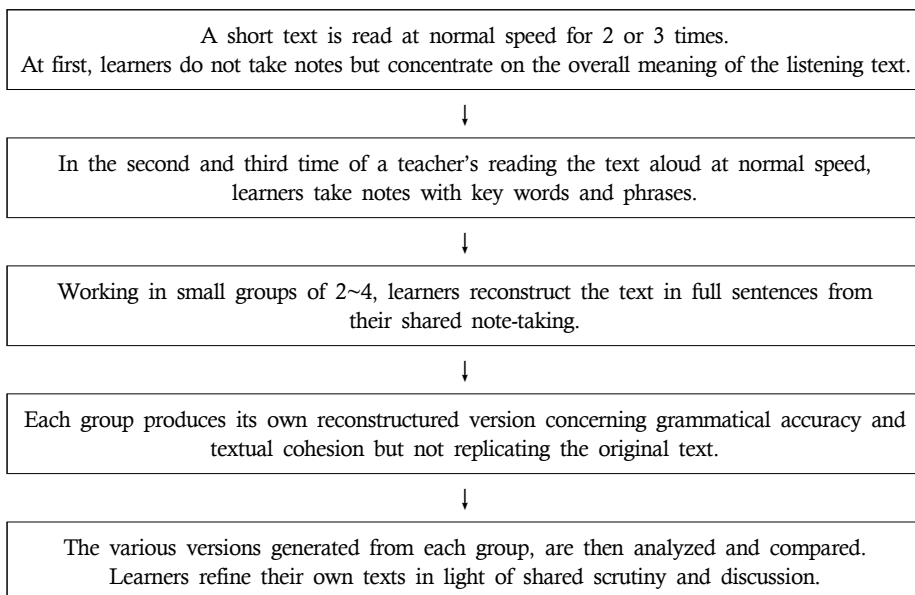 A short text is read at normal speed for 2 or 3 times.
At first, learners do not take notes but concentrate on the overall meaning of the listening text.
↓
In the second and third time of a teacher's reading the text aloud at normal speed,
learners take notes with key words and phrases.
↓
Working in small groups of 2~4, learners reconstruct the text in full sentences from
their shared note-taking.
↓
Each group produces its own reconstructured version concerning grammatical accuracy and
textual cohesion but not replicating the original text.
↓
The various versions generated from each group, are then analyzed and compared.
Learners refine their own texts in light of shared scrutiny and discussion.